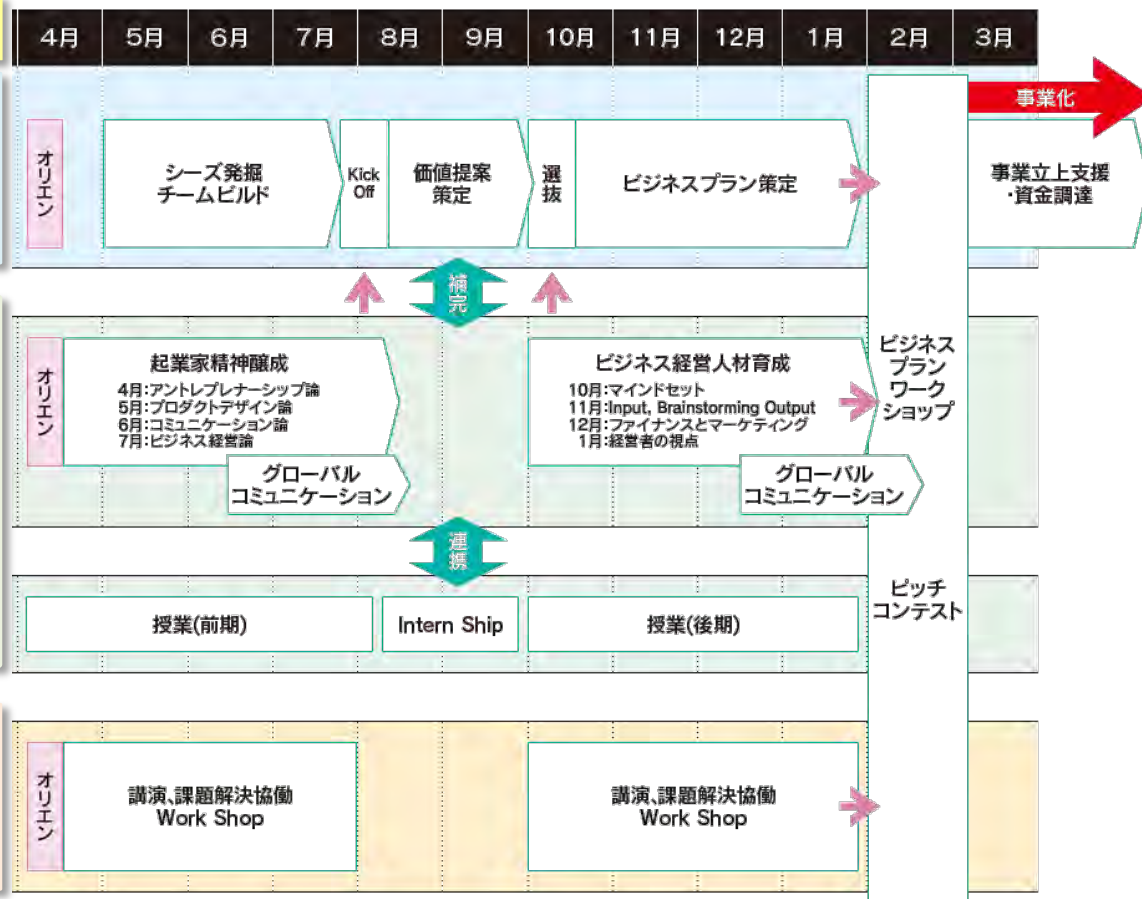 4月 5月 6月 7月 8月 9月 10月 11月 12月 1月 2月 3月
事業化
オリエン
シーズ発掘
チームビルド
Kick
Off
価値提案
策定
選抜
ビジネスプラン策定
事業立上支援
・資金調達
補完
オリエン
起業家精神醸成
4月:アントレプレナーシップ論
5月:プロダクトデザイン論
6月:コミュニケーション論
7月:ビジネス経営論
グローバル
コミュニケーション
ビジネス経営人材育成
10月:マインドセット
11月:Input, Brainstorming Output
12月:ファイナンスとマーケティング
1月:経営者の視点
グローバル
コミュニケーション
ビジネス
プラン
ワーク
ショップ
連携
授業(前期)
Intern Ship
授業(後期)
ピッチ
コンテスト
オリエン
講演、課題解決協働
Work Shop
講演、課題解決協働
Work Shop